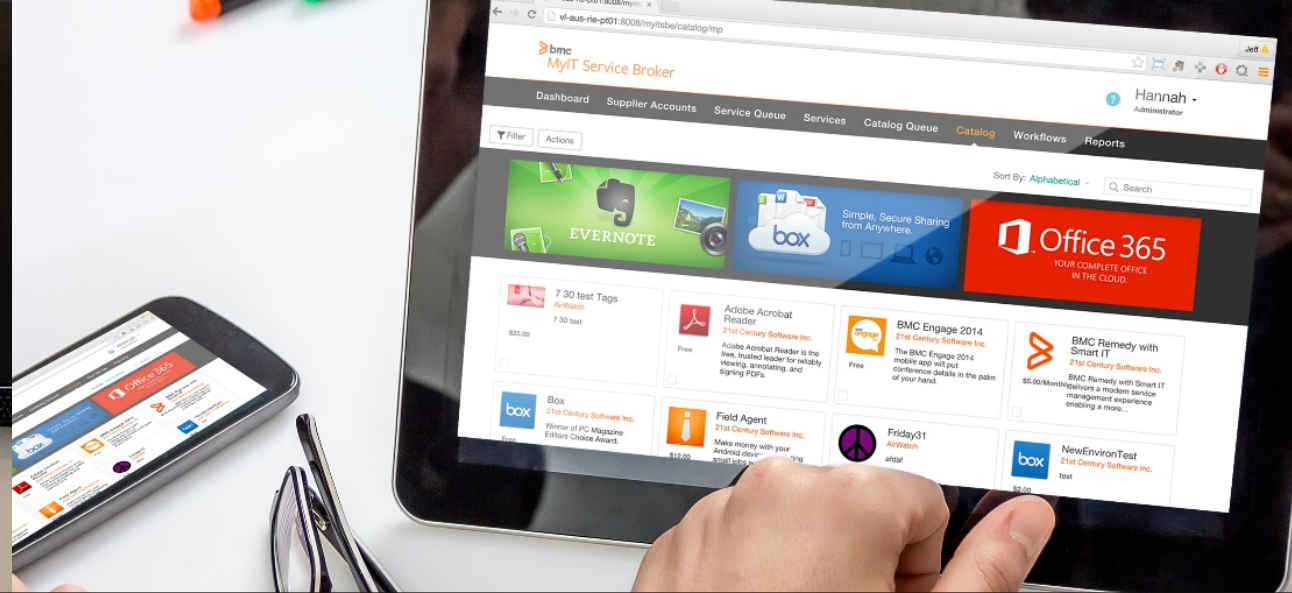 vl-aus-rie-pt01:8008/myitsbe/catalog/mp
Jeff
bmc
MyIT Service Broker
?
Hannah
Administrator
Dashboard Supplier Accounts Service Queue Services Catalog Queue Catalog Workflows Reports
Filter Actions
Sort By: Alphabetical
Search
EVERNOTE
box
Simple, Secure Sharing
from Anywhere.
Office 365
YOUR COMPLETE OFFICE
IN THE CLOUD.
7 30 test Tags
AirWatch
7 30 test
$25.00
Adobe Acrobat
Reader
21st Century Software Inc.
Free
Adobe Acrobat Reader is the
free, trusted leader for reliably
viewing, annotating, and
signing PDFs.
engage
BMC Engage 2014
21st Century Software Inc.
Free
The BMC Engage 2014
mobile app will put
conference details in the palm
of your hand.
BMC Remedy with
Smart IT
21st Century Software Inc.
$5.00/Month
BMC Remedy with Smart IT
delivers a modern service
management experience
enabling a more...
box
Box
21st Century Software Inc.
Free
Winner of PC Magazine
Editors Choice Award.
Field Agent
21st Century Software Inc.
$12.00
Make money with your
Android
small jobs
Friday31
AirWatch
afdaf
box
NewEnvironTest
21st Century Software Inc.
test
$2.00
Office 365
box